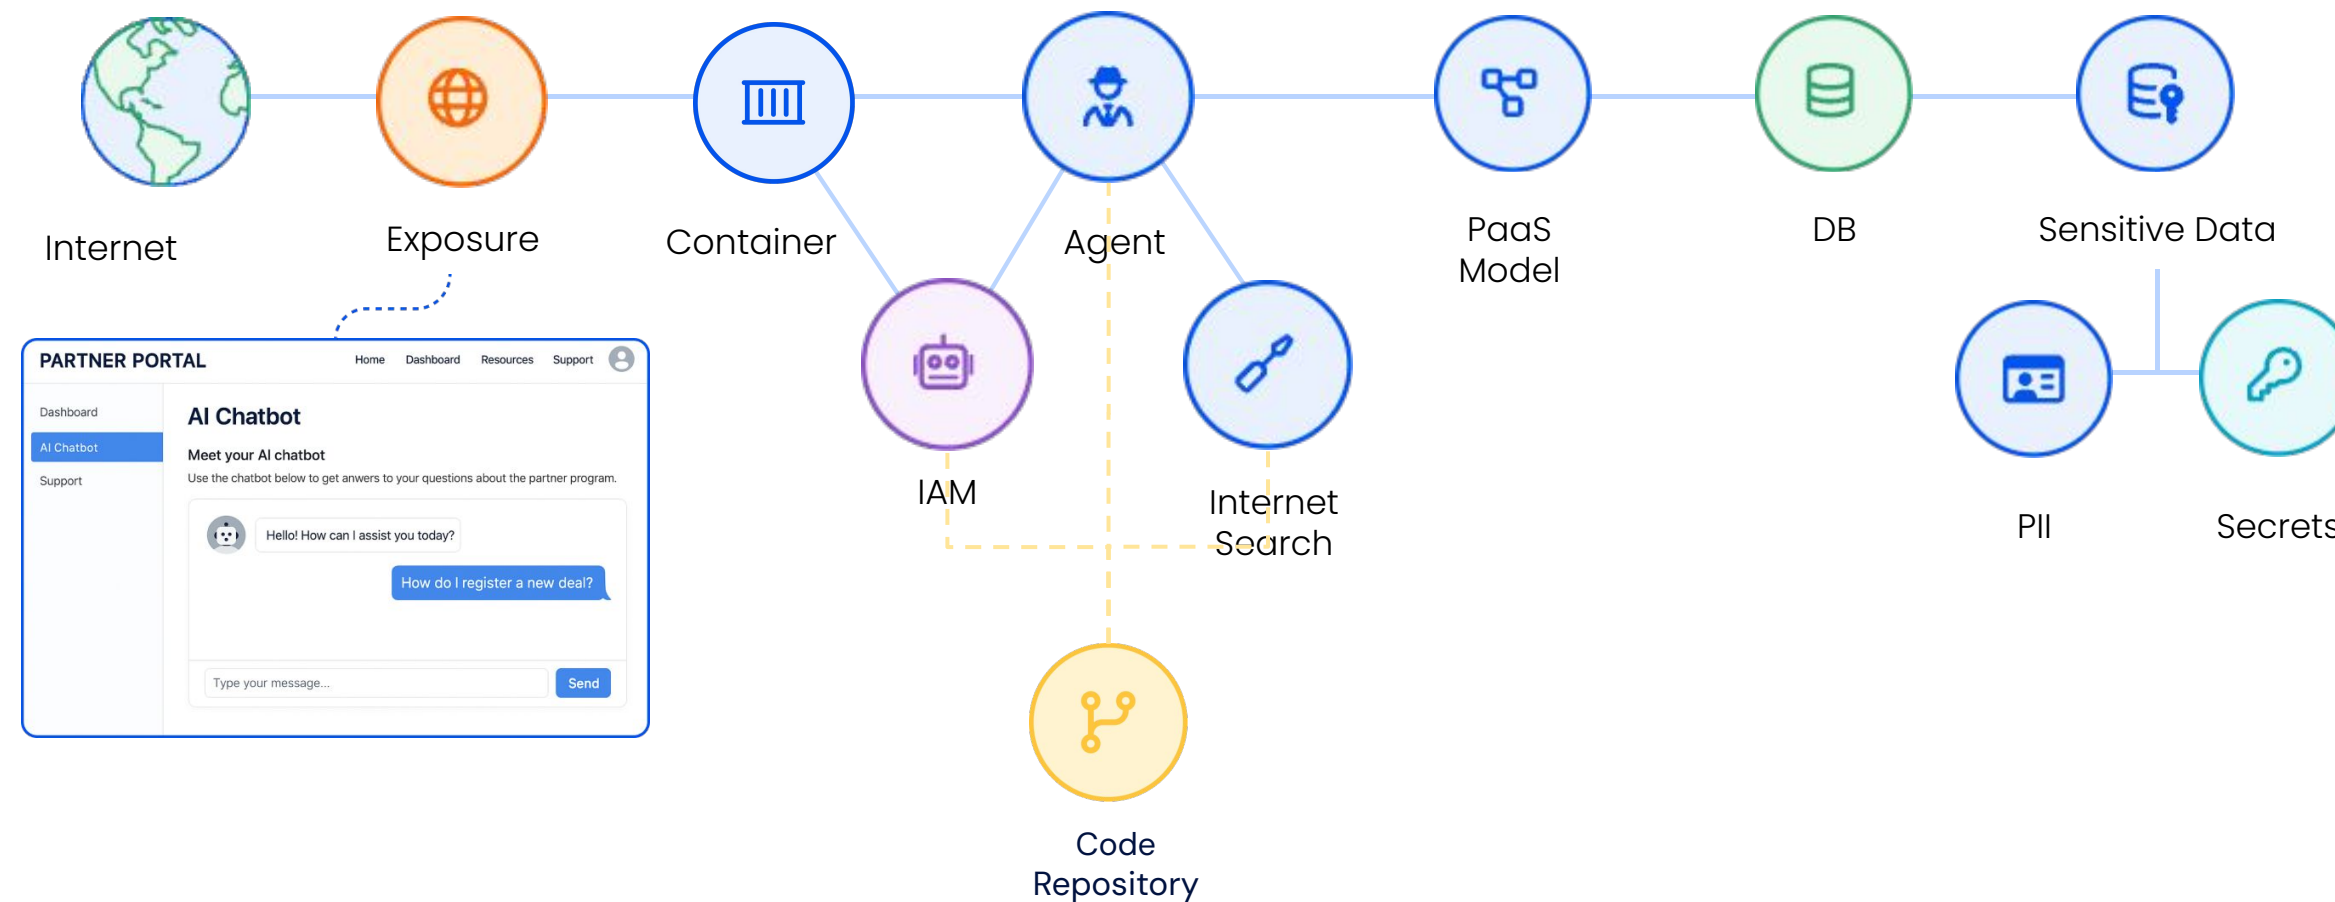 Internet
Exposure
Container
Agent
PaaS
Model
DB
Sensitive Data
IAM
Internet
Search
PII
Secrets
PARTNER PORTAL
Home
Dashboard
Resources
Support
Dashboard
AI Chatbot
Support
AI Chatbot
Meet your AI chatbot
Use the chatbot below to get anwers to your questions about the partner program.
Hello! How can I assist you today?
How do I register a new deal?
Type your message...
Send
Code
Repository